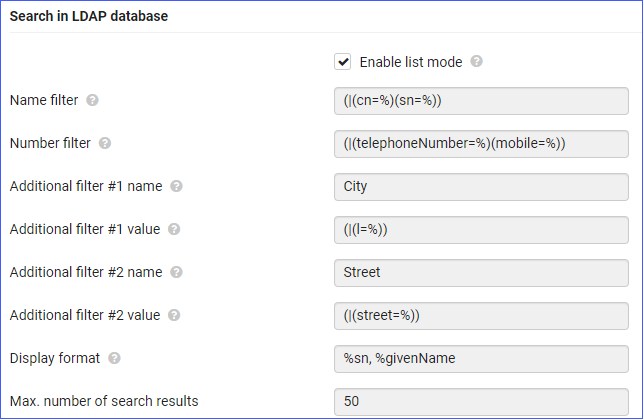 Search in LDAP database
Enable list mode ?
Name filter ? (|(cn=%)(sn=%))
Number filter ? (|(telephoneNumber=%)(mobile=%))
Additional filter #1 name ? City
Additional filter #1 value ? (|(l=%))
Additional filter #2 name ? Street
Additional filter #2 value ? (|(street=%))
Display format ? %sn, %givenName
Max. number of search results 50